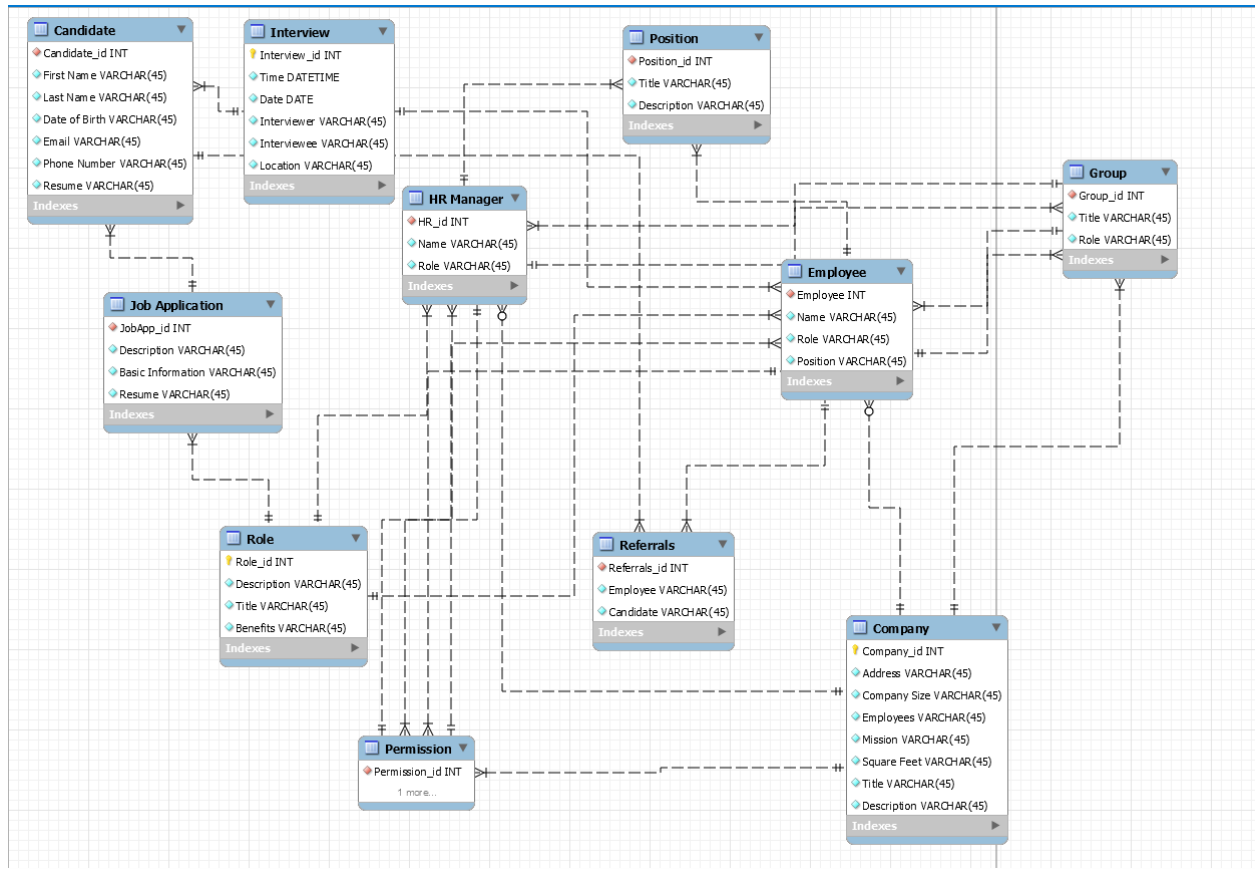 Candidate
Candidate_id INT
First Name VARCHAR(45)
Last Name VARCHAR(45)
Date of Birth VARCHAR(45)
Email VARCHAR(45)
Phone Number VARCHAR(45)
Resume VARCHAR(45)
Indexes
Interview
Interview_id INT
Time DATETIME
Date DATE
Interviewer VARCHAR(45)
Interviewee VARCHAR(45)
Location VARCHAR(45)
Indexes
Position
Position_id INT
Title VARCHAR(45)
Description VARCHAR(45)
Indexes
Group
Group_id INT
Title VARCHAR(45)
Role VARCHAR(45)
Indexes
HR Manager
HR_id INT
Name VARCHAR(45)
Role VARCHAR(45)
Indexes
Employee
Employee INT
Name VARCHAR(45)
Role VARCHAR(45)
Position VARCHAR(45)
Indexes
Job Application
JobApp_id INT
Description VARCHAR(45)
Basic Information VARCHAR(45)
Resume VARCHAR(45)
Indexes
Role
Role_id INT
Description VARCHAR(45)
Title VARCHAR(45)
Benefits VARCHAR(45)
Indexes
Referrals
Referrals_id INT
Employee VARCHAR(45)
Candidate VARCHAR(45)
Indexes
Company
Company_id INT
Address VARCHAR(45)
Company Size VARCHAR(45)
Employees VARCHAR(45)
Mission VARCHAR(45)
Square Feet VARCHAR(45)
Title VARCHAR(45)
Description VARCHAR(45)
Indexes
Permission
Permission_id INT
1 more...